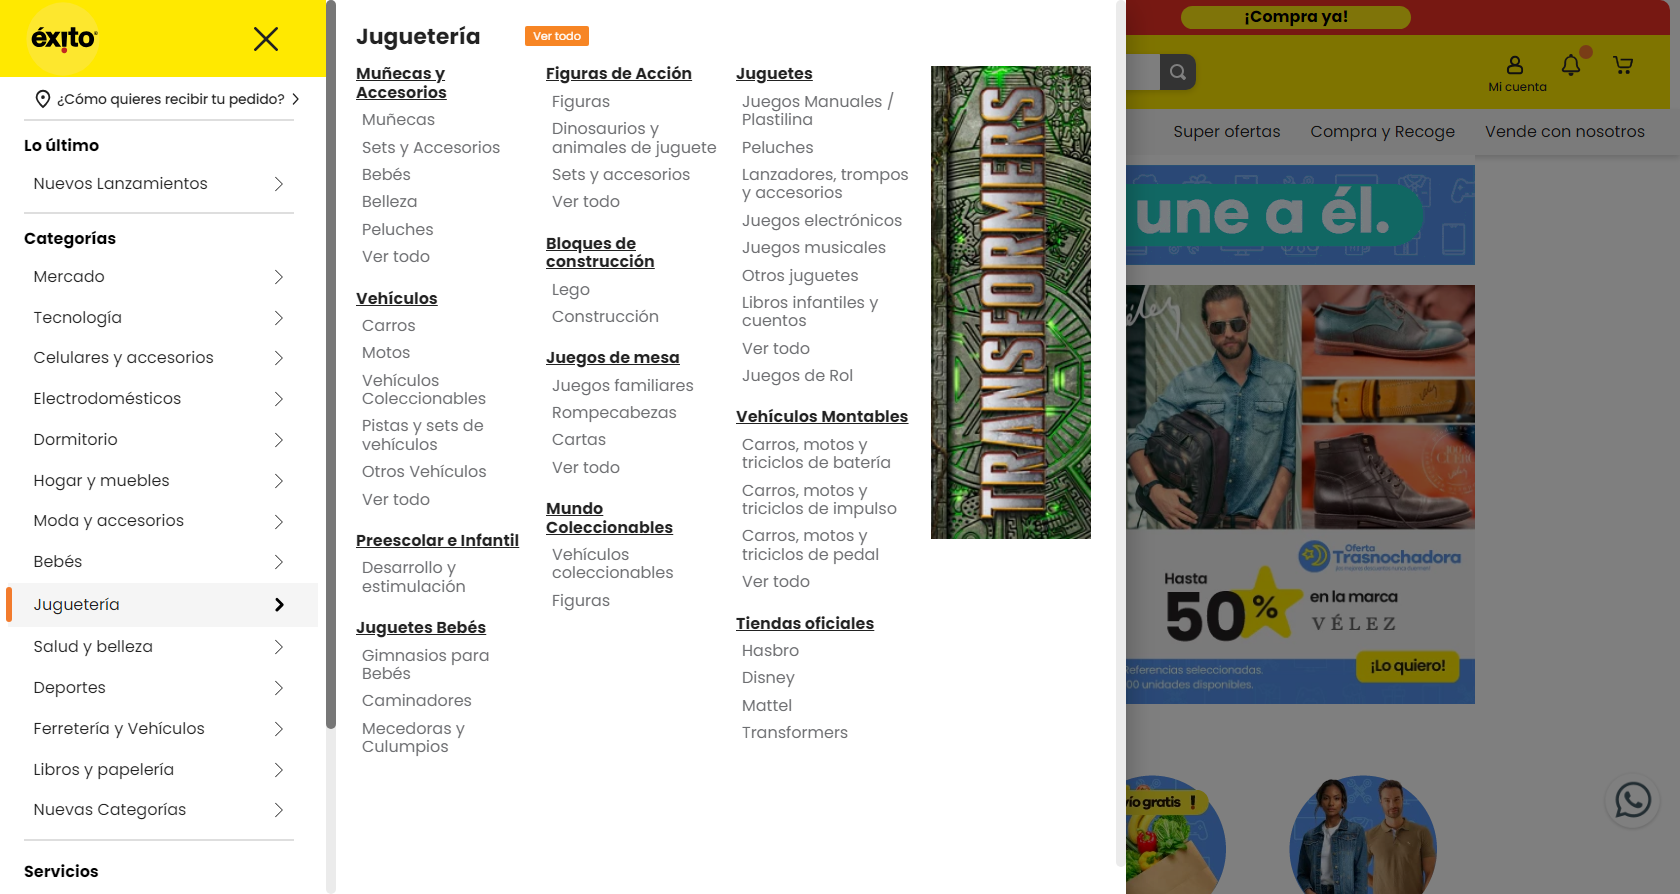 éxito
¿Cómo quieres recibir tu pedido?
Lo último
Nuevos Lanzamientos
Categorías
Mercado
Tecnología
Celulares y accesorios
Electrodomésticos
Dormitorio
Hogar y muebles
Moda y accesorios
Bebés
Juguetería
Salud y belleza
Deportes
Ferretería y Vehículos
Libros y papelería
Nuevas Categorías
Servicios
Juguetería
Ver todo
Muñecas y
Accesorios
Muñecas
Sets y Accesorios
Bebés
Belleza
Peluches
Ver todo
Vehículos
Carros
Motos
Vehículos
Coleccionables
Pistas y sets de
vehículos
Otros Vehículos
Ver todo
Preescolar e Infantil
Desarrollo y
estimulación
Juguetes Bebés
Gimnasios para
Bebés
Caminadores
Mecedoras y
Culumpios
Figuras de Acción
Figuras
Dinosaurios y
animales de juguete
Sets y accesorios
Ver todo
Bloques de
construcción
Lego
Construcción
Juegos de mesa
Juegos familiares
Rompecabezas
Cartas
Ver todo
Mundo
Coleccionables
Vehículos
coleccionables
Figuras
Juguetes
Juegos Manuales /
Plastilina
Peluches
Lanzadores, trompos
y accesorios
Juegos electrónicos
Juegos musicales
Otros juguetes
Libros infantiles y
cuentos
Ver todo
Juegos de Rol
Vehículos Montables
Carros, motos y
triciclos de batería
Carros, motos y
triciclos de impulso
Carros, motos y
triciclos de pedal
Ver todo
Tiendas oficiales
Hasbro
Disney
Mattel
Transformers
TRANSFORMERS
¡Compra ya!
Mi cuenta
Super ofertas
Compra y Recoge
Vende con nosotros
une a él.
Oferta
Trasnochadora
Hasta
50%
en la marca
VÉLEZ
¡Lo quiero!
referencias seleccionadas.
00 unidades disponibles.
ío gratis !